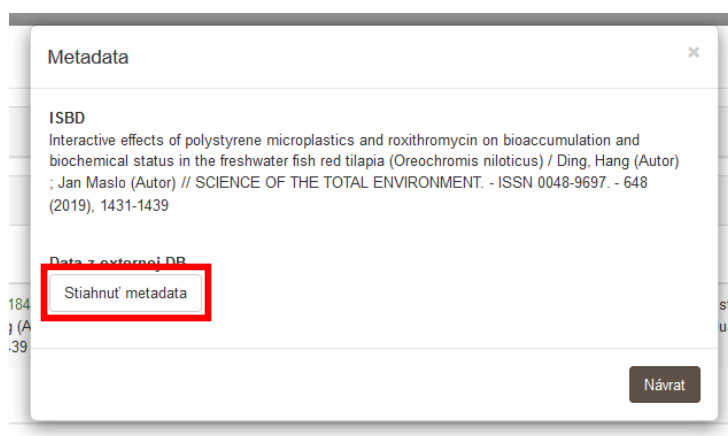 Metadata
×
ISBD
Interactive effects of polystyrene microplastics and roxithromycin on bioaccumulation and
biochemical status in the freshwater fish red tilapia (Oreochromis niloticus) / Ding, Hang (Autor)
; Jan Maslo (Autor) // SCIENCE OF THE TOTAL ENVIRONMENT. - ISSN 0048-9697. - 648
(2019), 1431-1439
Data z externej DB
Stiahnuť metadata
184
g (A
39
Návrat